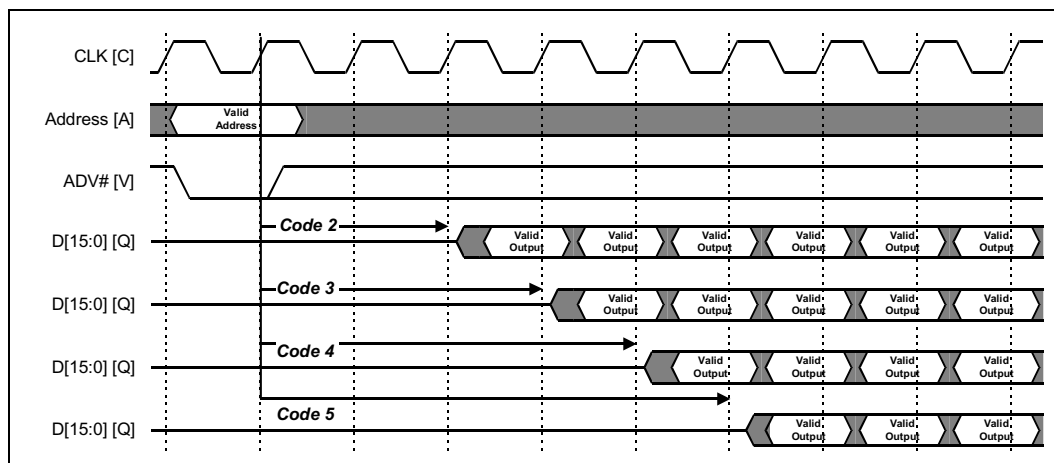 CLK [C]
Address [A]
Valid
Address
ADV# [V]
Code 2
D[15:0] [Q]
Valid
Output
Valid
Output
Valid
Output
Valid
Output
Valid
Output
Valid
Output
Code 3
D[15:0] [Q]
Valid
Output
Valid
Output
Valid
Output
Valid
Output
Valid
Output
Code 4
D[15:0] [Q]
Valid
Output
Valid
Output
Valid
Output
Valid
Output
Code 5
D[15:0] [Q]
Valid
Output
Valid
Output
Valid
Output